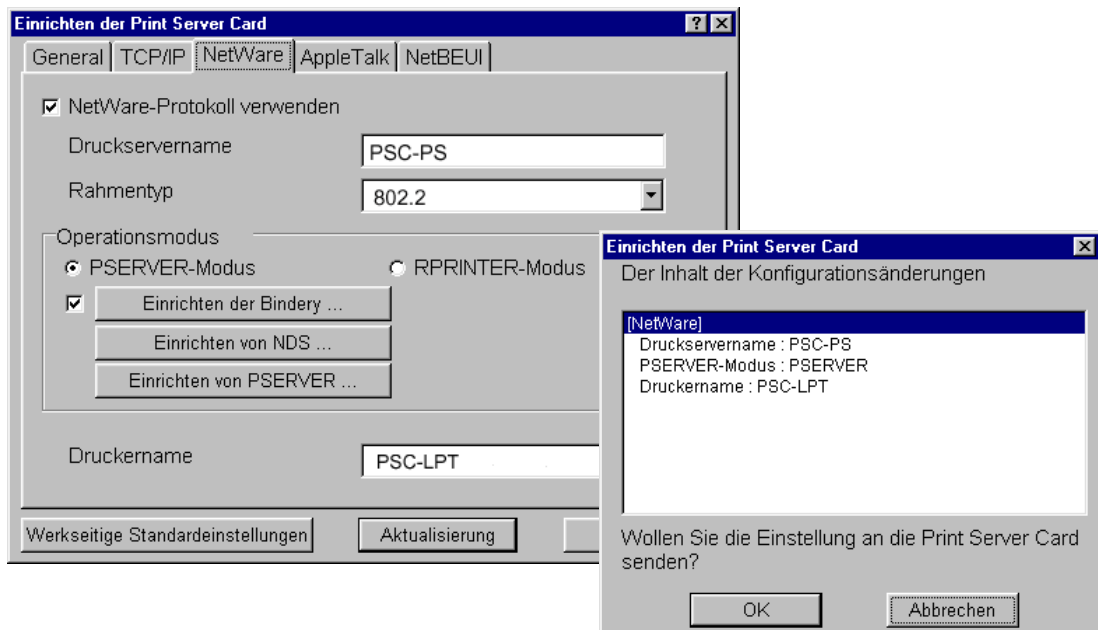 Einrichten der Print Server Card
General TCP/IP NetWare AppleTalk NetBEUI
NetWare-Protokoll verwenden
Druckservername PSC-PS
Rahmentyp 802.2
Operationsmodus
PSERVER-Modus RPRINTER-Modus
Einrichten der Bindery ...
Einrichten von NDS ...
Einrichten von PSERVER ...
Druckername PSC-LPT
Werkseitige Standardeinstellungen Aktualisierung
Einrichten der Print Server Card
Der Inhalt der Konfigurationsänderungen
[NetWare]
Druckservername : PSC-PS
PSERVER-Modus : PSERVER
Druckername : PSC-LPT
Wollen Sie die Einstellung an die Print Server Card
senden?
OK Abbrechen